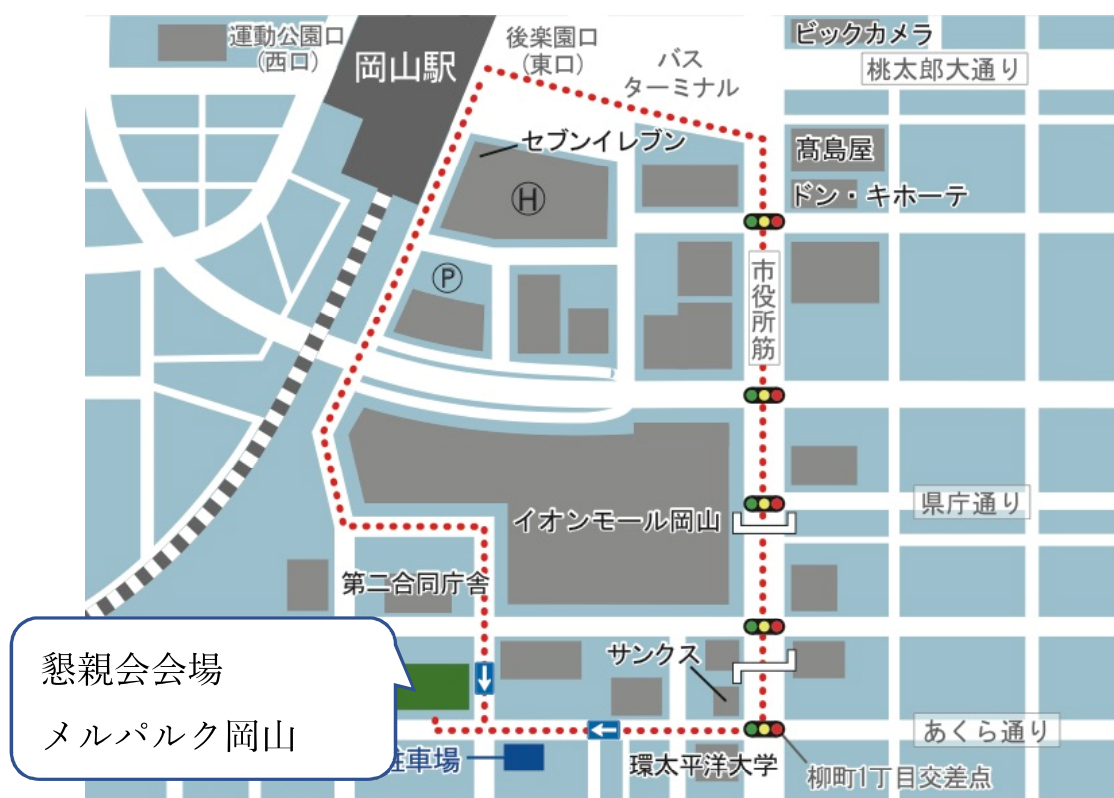 運動公園口
(西口)
岡山駅
後楽園口
(東口)
バス
ターミナル
ビックカメラ
桃太郎大通り
セブンイレブン
H
髙島屋
ドン・キホーテ
P
市役所筋
県庁通り
イオンモール岡山
第二合同庁舎
懇親会会場
メルパルク岡山
サンクス
あくら通り
車場
環太平洋大学
柳町1丁目交差点